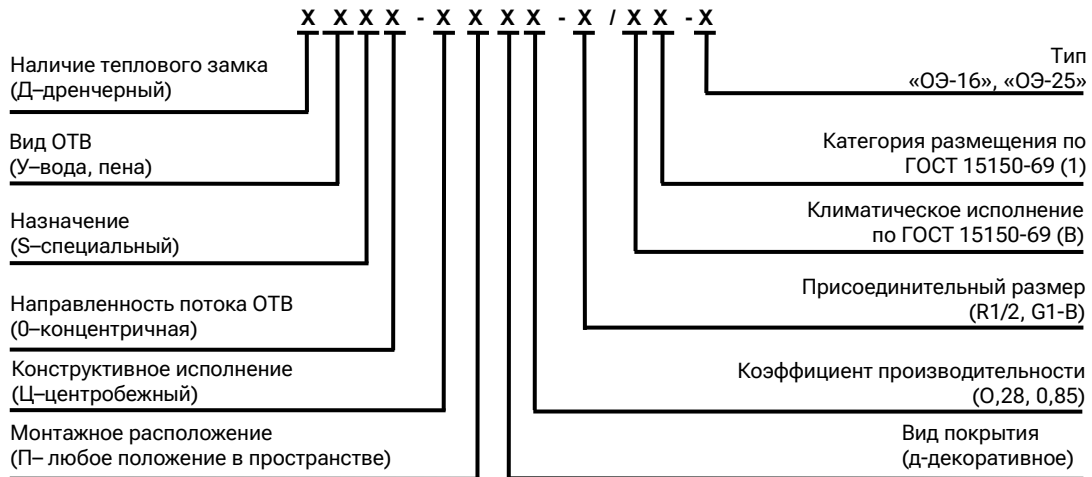 X X X X - X X X X - X / X X - X
Наличие теплового замка
(Д–дренчерный)
Вид ОТВ
(У–вода, пена)
Назначение
(S–специальный)
Направленность потока ОТВ
(0–концентричная)
Конструктивное исполнение
(Ц–центробежный)
Монтажное расположение
(П– любое положение в пространстве)
Тип
«ОЭ-16», «ОЭ-25»
Категория размещения по
ГОСТ 15150-69 (1)
Климатическое исполнение
по ГОСТ 15150-69 (В)
Присоединительный размер
(R1/2, G1-B)
Коэффициент производительности
(О,28, 0,85)
Вид покрытия
(д-декоративное)